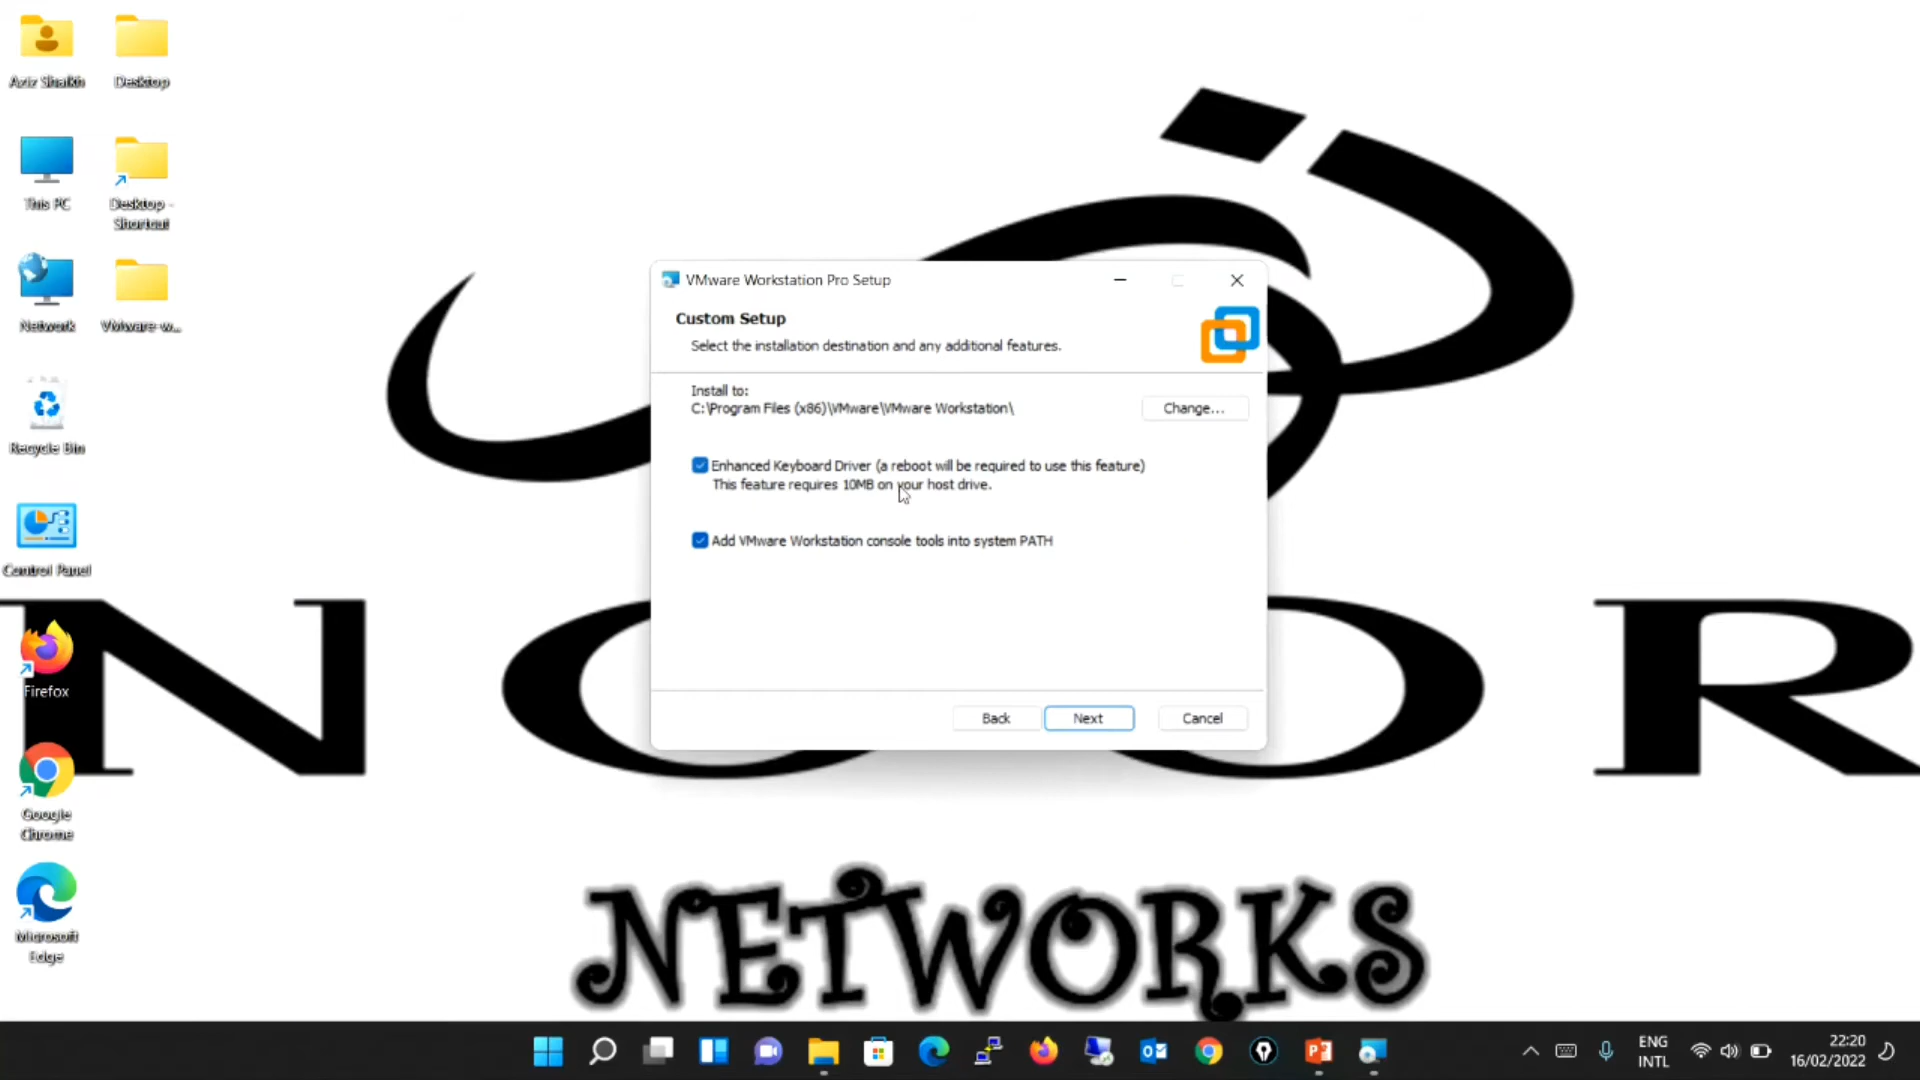 Aziz Shaikh
Desktop
This PC
Desktop -
Shortcut
Network
VMware-w...
Recycle Bin
Control Panel
Firefox
Google
Chrome
Microsoft
Edge
VMware Workstation Pro Setup
Custom Setup
Select the installation destination and any additional features.
Install to:
C:\Program Files (x86)\VMware\VMware Workstation\
Change...
Enhanced Keyboard Driver (a reboot will be required to use this feature)
This feature requires 10MB on your host drive.
Add VMware Workstation console tools into system PATH
Back
Next
Cancel
NOOR
NETWORKS
ENG
INTL
22:20
16/02/2022